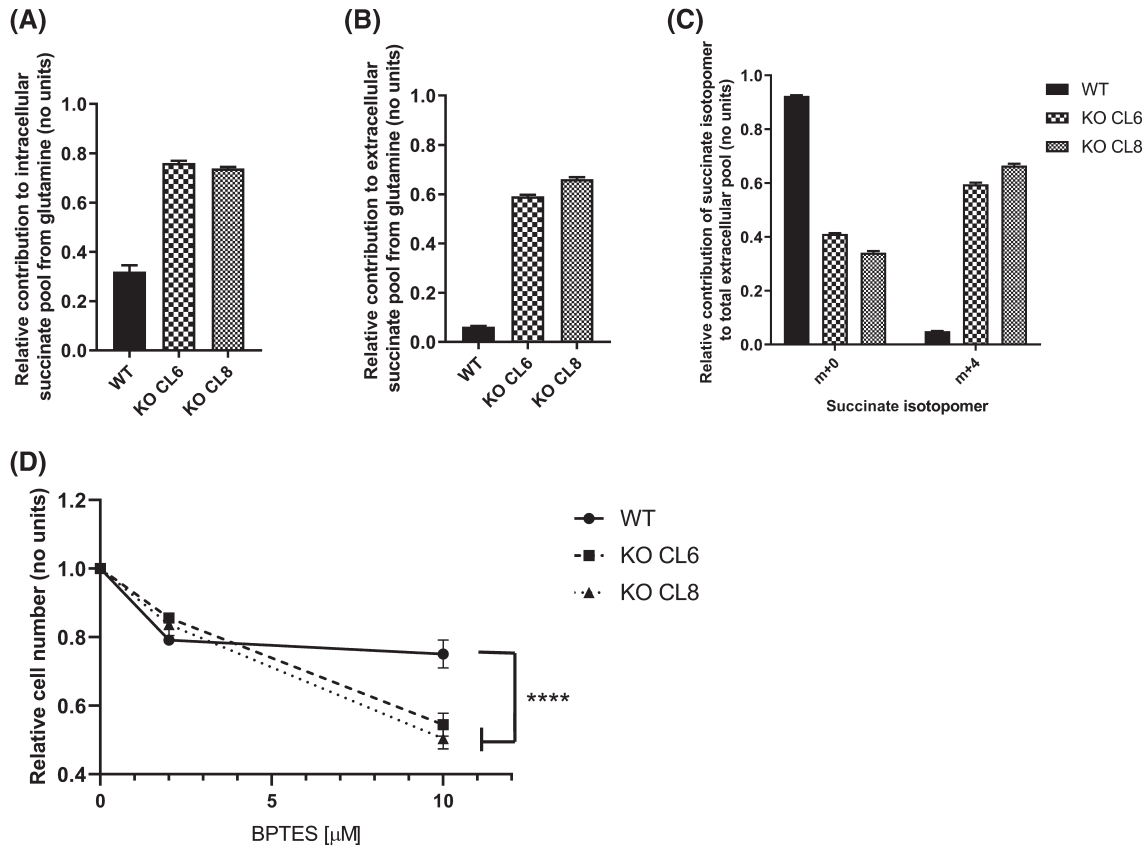 (A)
Relative contribution to intracellular
succinate pool from glutamine (no units)
1.0
0.8
0.6
0.4
0.2
0.0
WT
KO CL6
KO CL8
(B)
Relative contribution to extracellular
succinate pool from glutamine (no units)
1.0
0.8
0.6
0.4
0.2
0.0
WT
KO CL6
KO CL8
(C)
Relative contribution of succinate isotopomer
to total extracellular pool (no units)
1.0
0.8
0.6
0.4
0.2
0.0
m+0
m+4
Succinate isotopomer
WT
KO CL6
KO CL8
(D)
Relative cell number (no units)
1.2
1.0
0.8
0.6
0.4
0
5
10
BPTES [μM]
WT
KO CL6
KO CL8
****